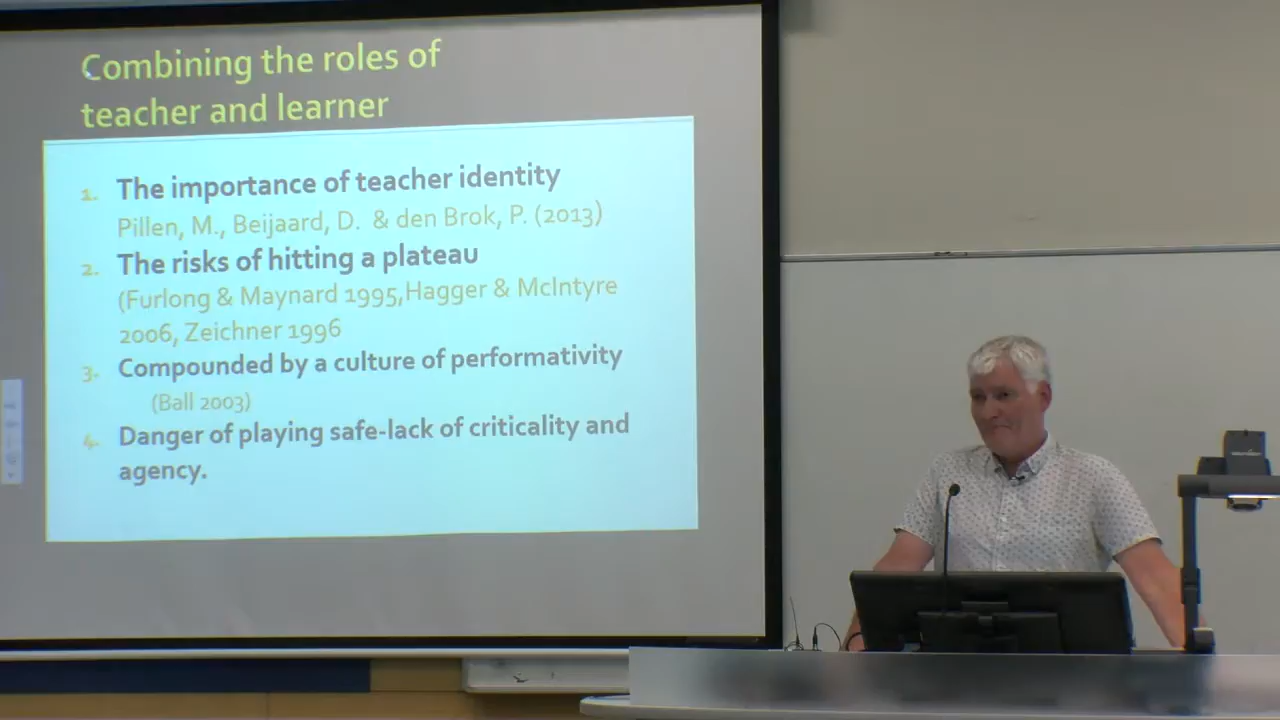 Combining the roles of
teacher and learner
1. The importance of teacher identity
Pillen, M., Beijaard, D. & den Brok, P. (2013)
2. The risks of hitting a plateau
(Furlong & Maynard 1995,Hagger & McIntyre
2006, Zeichner 1996
3. Compounded by a culture of performativity
(Ball 2003)
4. Danger of playing safe-lack of criticality and
agency.